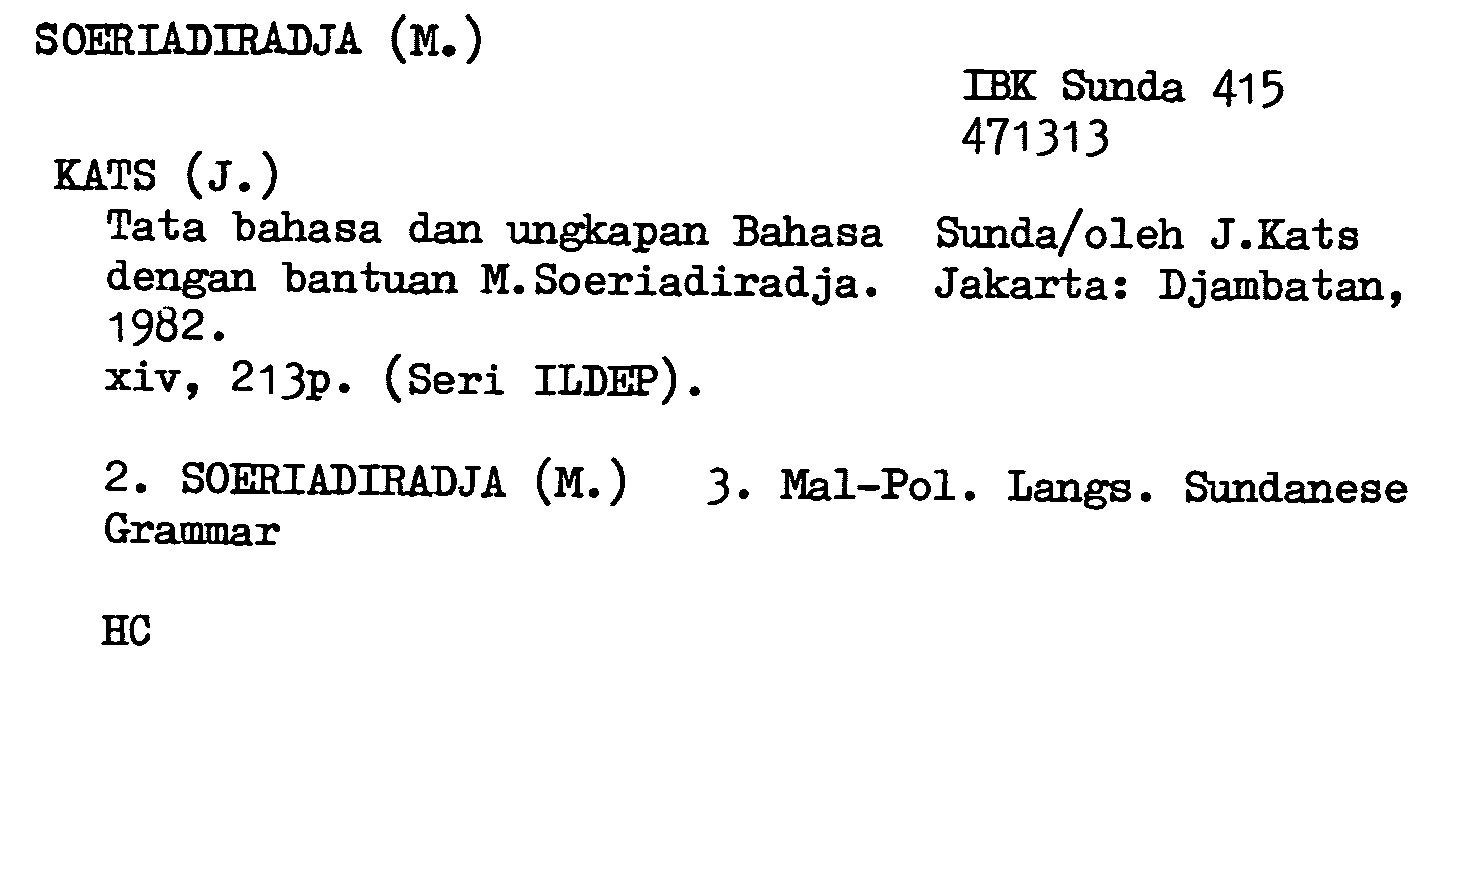 SOERIADIRADJA (M.)
IBK Sunda 415
471313
KATS (J.)
Tata bahasa dan ungkapan Bahasa Sunda/oleh J.Kats
dengan bantuan M.Soeriadiradja. Jakarta: Djambatan,
1982.
xiv, 213p. (Seri ILDEP).
2. SOERIADIRADJA (M.) 3. Mal-Pol. Langs. Sundanese
Grammar
HC